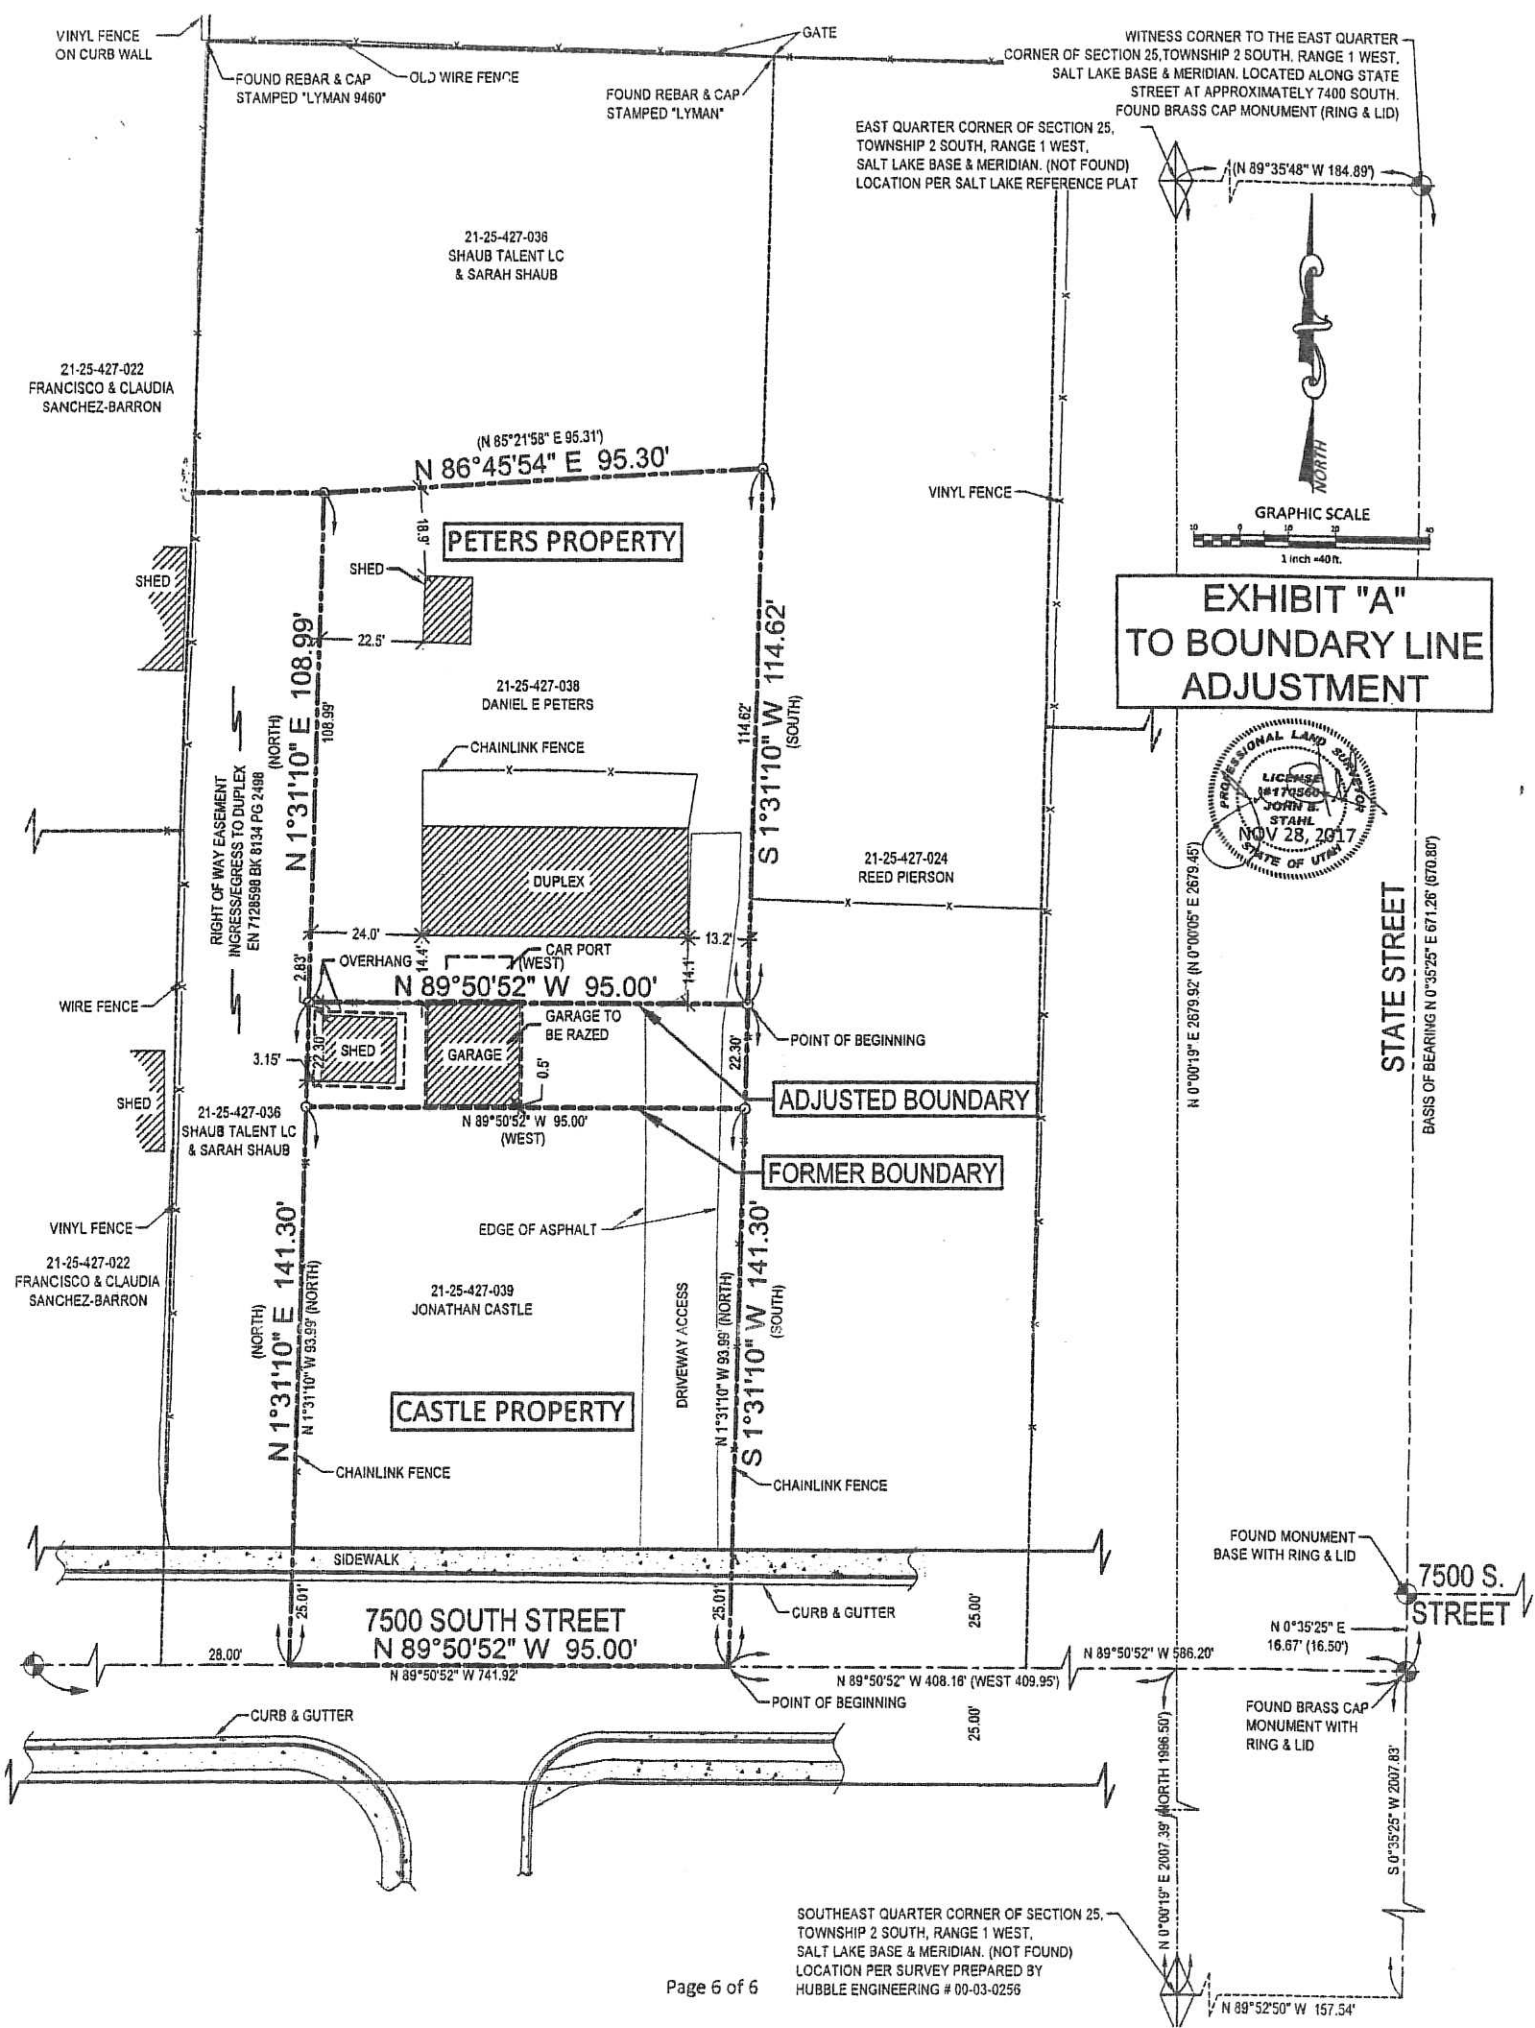 VINYL FENCE
ON CURB WALL
GATE
FOUND REBAR & CAP
STAMPED "LYMAN 9460"
OLD WIRE FENCE
FOUND REBAR & CAP
STAMPED "LYMAN"
WITNESS CORNER TO THE EAST QUARTER
CORNER OF SECTION 25, TOWNSHIP 2 SOUTH, RANGE 1 WEST,
SALT LAKE BASE & MERIDIAN. LOCATED ALONG STATE
STREET AT APPROXIMATELY 7400 SOUTH.
FOUND BRASS CAP MONUMENT (RING & LID)
EAST QUARTER CORNER OF SECTION 25,
TOWNSHIP 2 SOUTH, RANGE 1 WEST,
SALT LAKE BASE & MERIDIAN. (NOT FOUND)
LOCATION PER SALT LAKE REFERENCE PLAT
(N 89°35'48" W 184.89')
21-25-427-036
SHAUB TALENT LC
& SARAH SHAUB
21-25-427-022
FRANCISCO & CLAUDIA
SANCHEZ-BARRON
(N 85°21'58" E 95.31')
N 86°45'54" E 95.30'
VINYL FENCE
NORTH
GRAPHIC SCALE
10 0 10 20
1 inch =40 ft.
EXHIBIT "A"
TO BOUNDARY LINE
ADJUSTMENT
PROFESSIONAL LAND SURVEYOR
LICENSE
#170560
JOHN B.
STAHL
NOV 28, 2017
STATE OF UTAH
18.9'
PETERS PROPERTY
SHED
SHED
22.5'
N 1°31'10" E 108.99'
(NORTH)
108.99'
21-25-427-038
DANIEL E PETERS
114.62'
S 1°31'10" W 114.62'
(SOUTH)
CHAINLINK FENCE
RIGHT OF WAY EASEMENT
INGRESS/EGRESS TO DUPLEX
EN 7128598 BK 8134 PG 2498
DUPLEX
21-25-427-024
REED PIERSON
24.0'
13.2'
2.83'
OVERHANG
14.4'
CAR PORT
(WEST)
14.1'
N 89°50'52" W 95.00'
WIRE FENCE
GARAGE TO
BE RAZED
SHED
GARAGE
22.30'
3.15'
0.5'
22.30'
POINT OF BEGINNING
ADJUSTED BOUNDARY
SHED
21-25-427-036
SHAUB TALENT LC
& SARAH SHAUB
N 89°50'52" W 95.00'
(WEST)
FORMER BOUNDARY
N 0°00'19" E 2679.92' (N 0°00'05" E 2679.45')
STATE STREET
BASIS OF BEARING N 0°35'25" E 671.26' (670.80')
VINYL FENCE
EDGE OF ASPHALT
21-25-427-022
FRANCISCO & CLAUDIA
SANCHEZ-BARRON
21-25-427-039
JONATHAN CASTLE
(NORTH)
N 1°31'10" E 141.30'
N 1°31'10" W 93.99' (NORTH)
DRIVEWAY ACCESS
N 1°31'10" W 93.99' (NORTH)
S 1°31'10" W 141.30'
(SOUTH)
CASTLE PROPERTY
CHAINLINK FENCE
CHAINLINK FENCE
SIDEWALK
FOUND MONUMENT
BASE WITH RING & LID
7500 S.
STREET
25.01'
7500 SOUTH STREET
25.01'
CURB & GUTTER
25.00'
N 0°35'25" E
16.67' (16.50')
28.00'
N 89°50'52" W 95.00'
N 89°50'52" W 741.92'
N 89°50'52" W 586.20'
N 89°50'52" W 408.16' (WEST 409.95')
POINT OF BEGINNING
25.00'
CURB & GUTTER
FOUND BRASS CAP
MONUMENT WITH
RING & LID
N 0°00'19" E 2007.39' (NORTH 1996.50')
S 0°35'25" W 2007.83'
SOUTHEAST QUARTER CORNER OF SECTION 25,
TOWNSHIP 2 SOUTH, RANGE 1 WEST,
SALT LAKE BASE & MERIDIAN. (NOT FOUND)
LOCATION PER SURVEY PREPARED BY
HUBBLE ENGINEERING # 00-03-0256
N 89°52'50" W 157.54'
Page 6 of 6